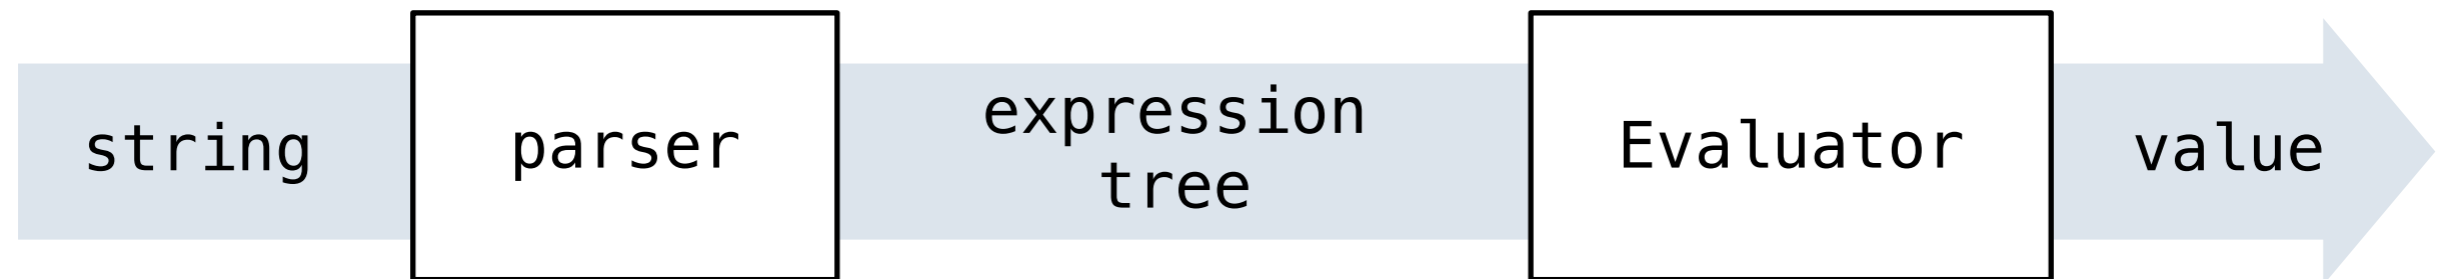 string
parser
expression
tree
Evaluator
value